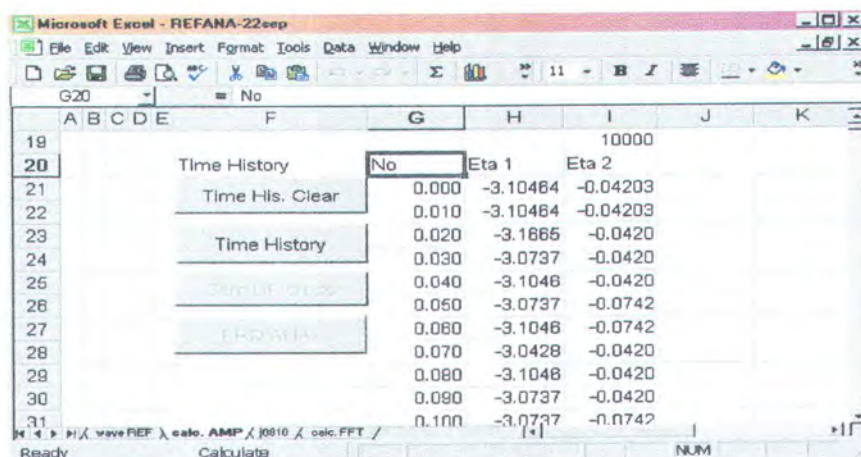 Microsoft Excel - REFANA-22sep
File Edit View Insert Format Tools Data Window Help
11 B I
G20 = No
A B C D E F G H I J K
19 10000
20 Time History No Eta 1 Eta 2
21 Time His. Clear 0.000 -3.10464 -0.04203
22 0.010 -3.10464 -0.04203
23 Time History 0.020 -3.1665 -0.0420
24 0.030 -3.0737 -0.0420
25 0.040 -3.1046 -0.0420
26 0.050 -3.0737 -0.0742
27 0.060 -3.1046 -0.0742
28 0.070 -3.0428 -0.0420
29 0.080 -3.1046 -0.0420
30 0.090 -3.0737 -0.0420
31 0.100 -3.0737 -0.0742
wave REF calc. AMP j0810 calc. FFT
Ready Calculate NUM